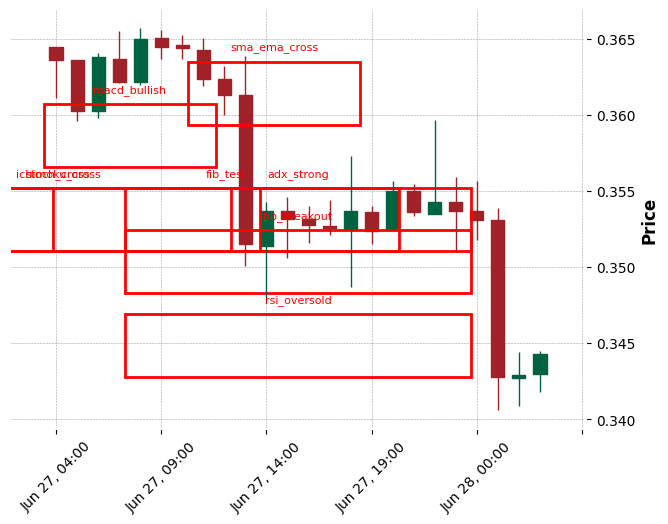 sma_ema_cross
macd_bullish
fib_test
adx_strong
rsi_oversold
0.365
0.360
0.355
0.350
0.345
0.340
Price
Jun 27, 04:00
Jun 27, 09:00
Jun 27, 14:00
Jun 27, 19:00
Jun 28, 00:00